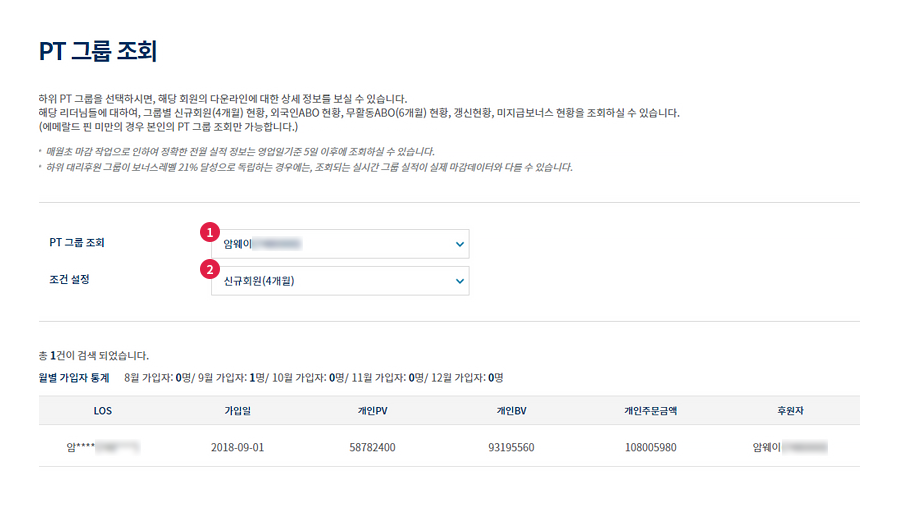 PT 그룹 조회
하위 PT 그룹을 선택하시면, 해당 회원의 다운라인에 대한 상세 정보를 보실 수 있습니다.
해당 리더님들에 대하여, 그룹별 신규회원(4개월) 현황, 외국인ABO 현황, 무활동ABO(6개월) 현황, 갱신현황, 미지급보너스 현황을 조회하실 수 있습니다.
(에메랄드 핀 미만의 경우 본인의 PT 그룹 조회만 가능합니다.)
* 매월초 마감 작업으로 인하여 정확한 전월 실적 정보는 영업일기준 5일 이후에 조회하실 수 있습니다.
* 하위 대리후원 그룹이 보너스레벨 21% 달성으로 독립하는 경우에는, 조회되는 실시간 그룹 실적이 실제 마감데이터와 다를 수 있습니다.
PT 그룹 조회 1 암웨이
조건 설정 2 신규회원(4개월)
총 1건이 검색 되었습니다.
월별 가입자 통계 8월 가입자: 0명/ 9월 가입자: 1명/ 10월 가입자: 0명/ 11월 가입자: 0명/ 12월 가입자: 0명
LOS 가입일 개인PV 개인BV 개인주문금액 후원자
암**** 2018-09-01 58782400 93195560 108005980 암웨이